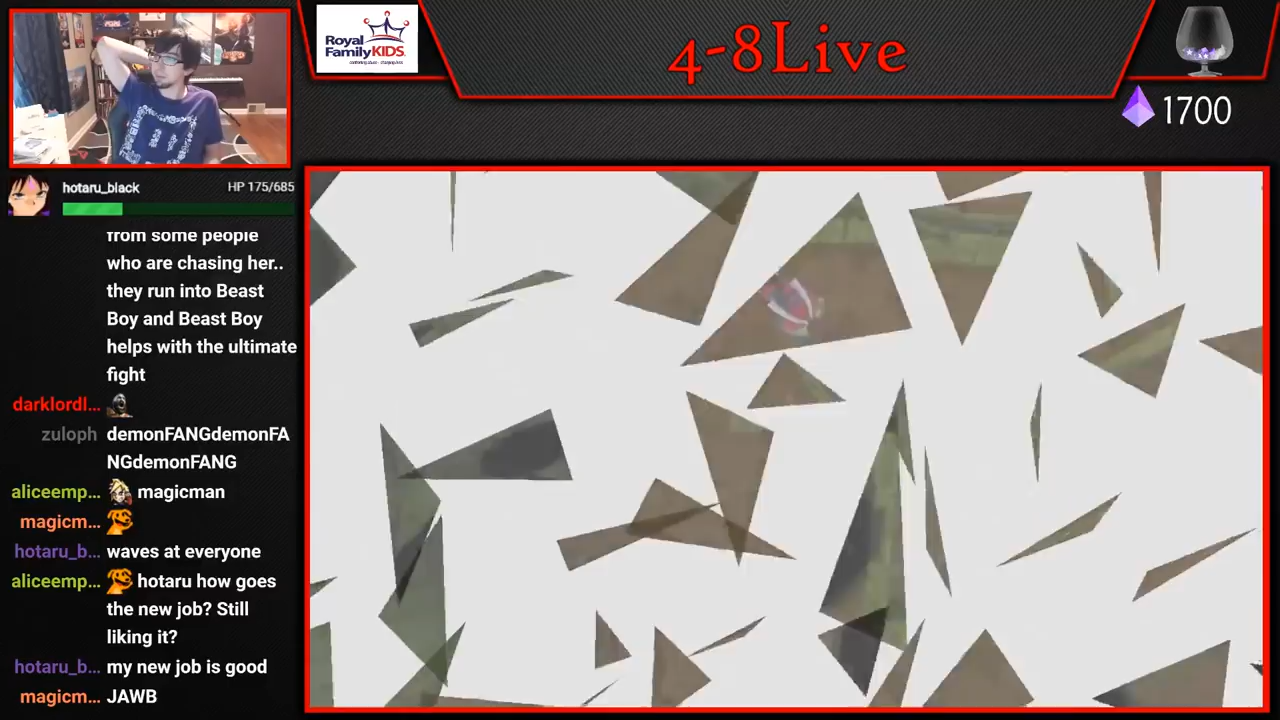 Royal
FamilyKIDS.
4-8Live
1700
hotaru_black HP 175/685
from some people
who are chasing her..
they run into Beast
Boy and Beast Boy
helps with the ultimate
fight
darklordl...
zuloph demonFANGdemonFA
NGdemonFANG
aliceemp... magicman
magicm...
hotaru_b... waves at everyone
aliceemp... hotaru how goes
the new job? Still
liking it?
hotaru_b... my new job is good
magicm... JAWB